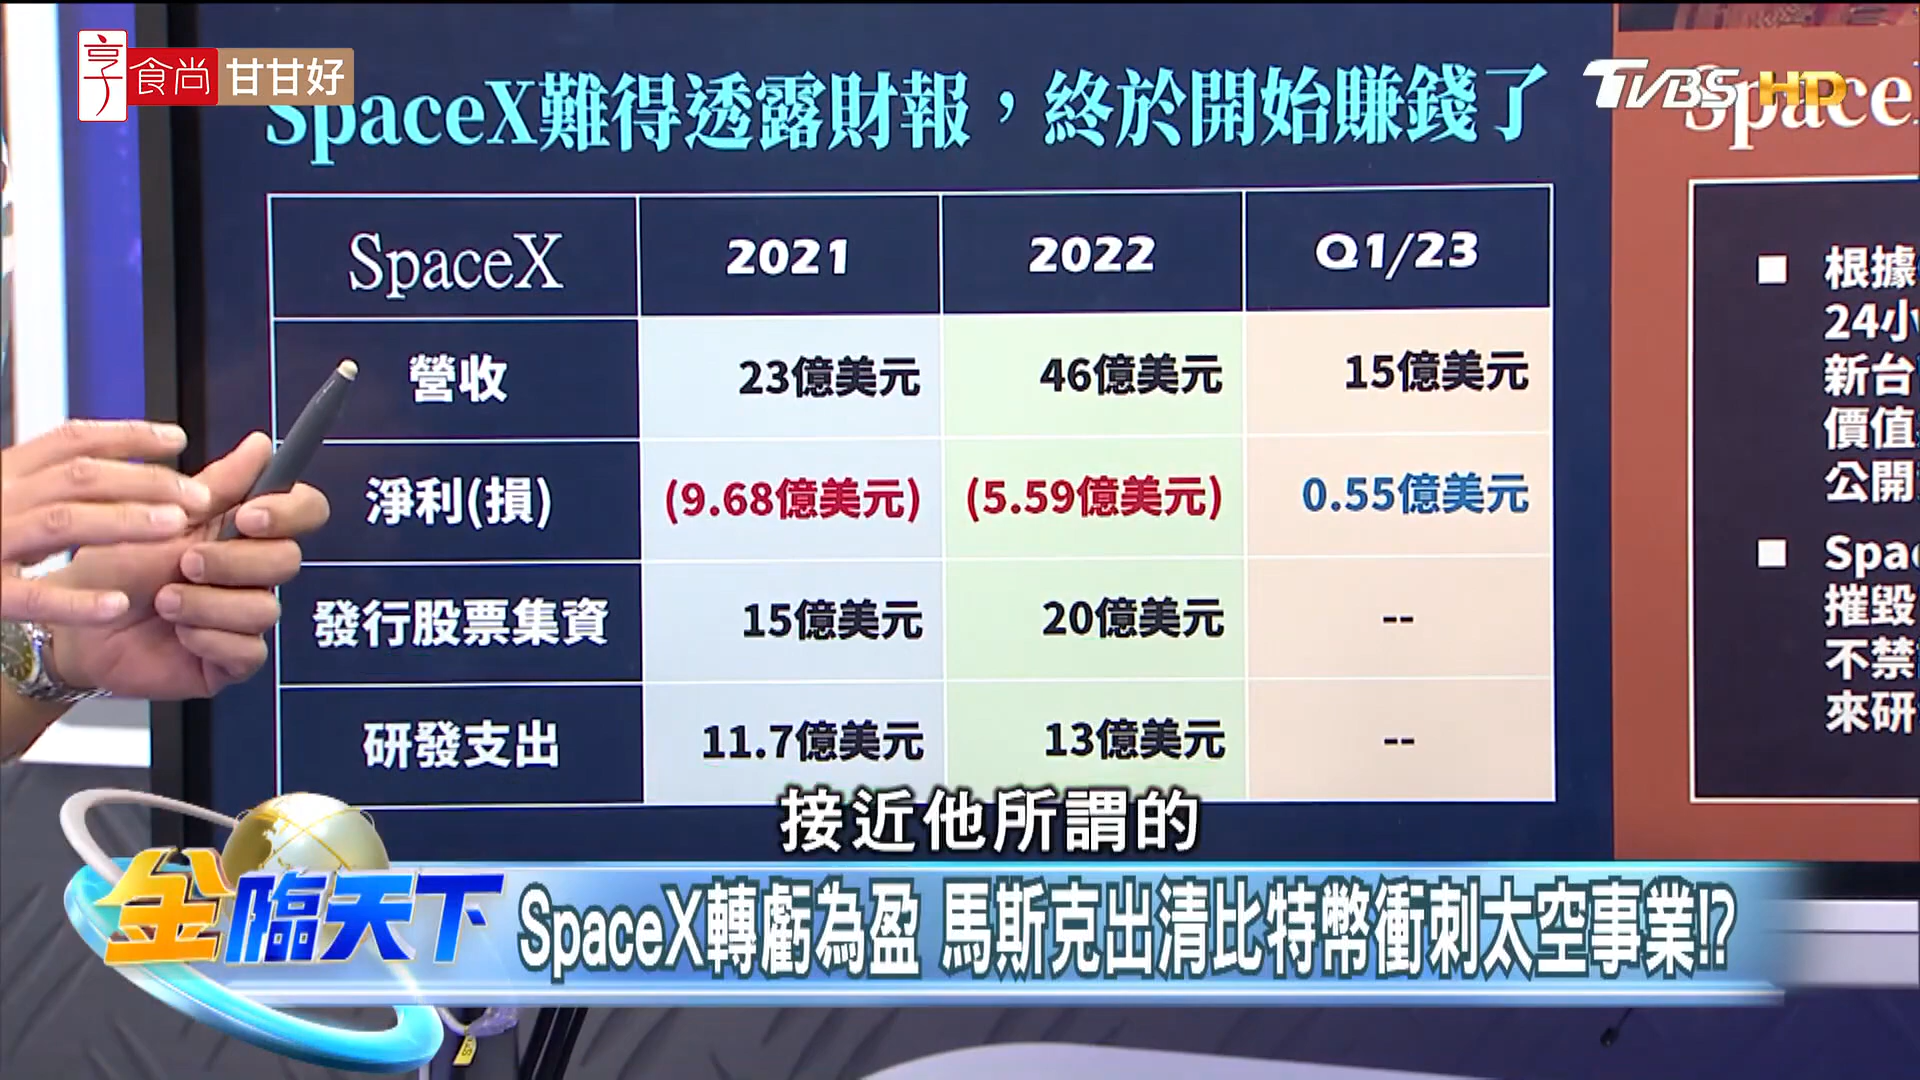 享
食尚 甘甘好
TVBS HD
SpaceX難得透露財報，終於開始賺錢了
SpaceX 2021 2022 Q1/23
營收 23億美元 46億美元 15億美元
淨利(損) (9.68億美元) (5.59億美元) 0.55億美元
發行股票集資 15億美元 20億美元 --
研發支出 11.7億美元 13億美元 --
Space
■ 根據
24小
新台
價值
公開
■ Spac
摧毀
不禁
來研
接近他所謂的
金臨天下
SpaceX轉虧為盈 馬斯克出清比特幣衝刺太空事業!?